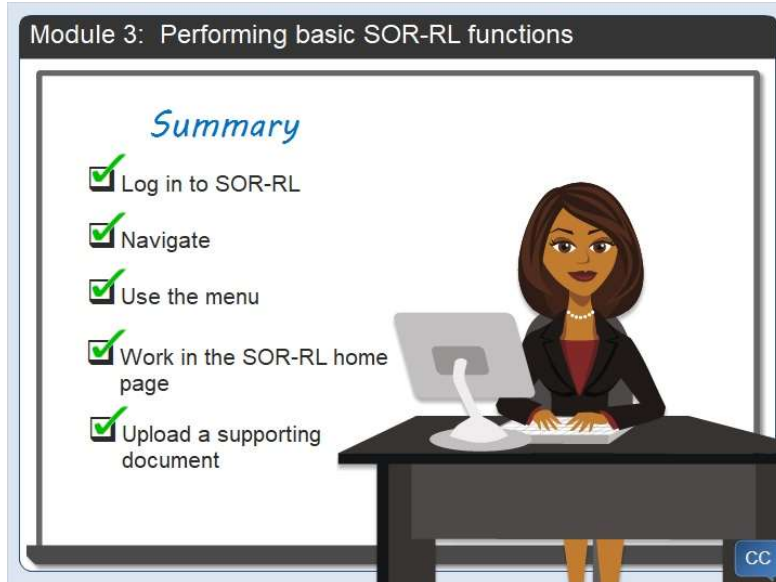 Module 3:  Performing basic SOR-RL functions
Summary
Log in to SOR-RL
Navigate
Use the menu
Work in the SOR-RL home
page
Upload a supporting
document
CC